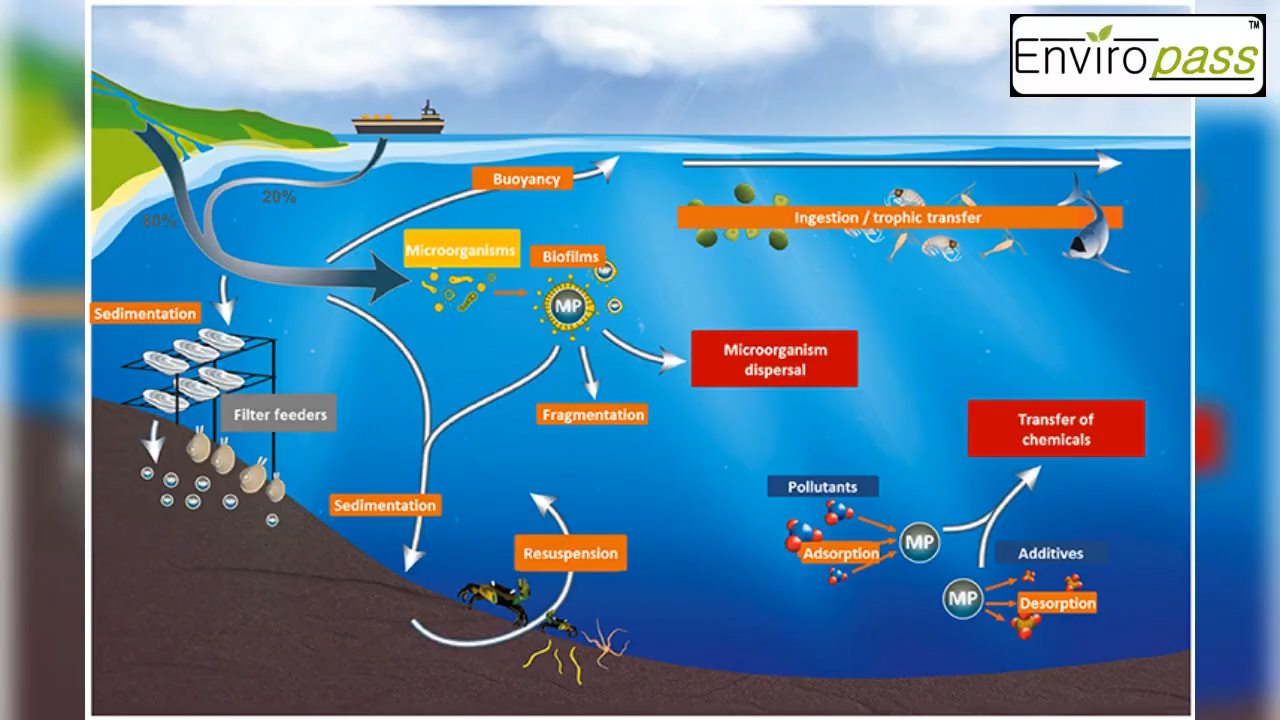 Enviropass
TM
20%
80%
Buoyancy
Ingestion / trophic transfer
Microorganisms
Biofilms
MP
MP
Sedimentation
Microorganism
dispersal
Filter feeders
Fragmentation
Transfer of
chemicals
Sedimentation
Pollutants
Resuspension
Adsorption
MP
Additives
MP
Desorption